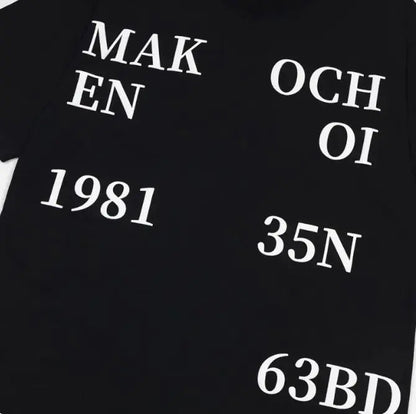 MAK
EN
OCH
OI
1981
35N
63BD